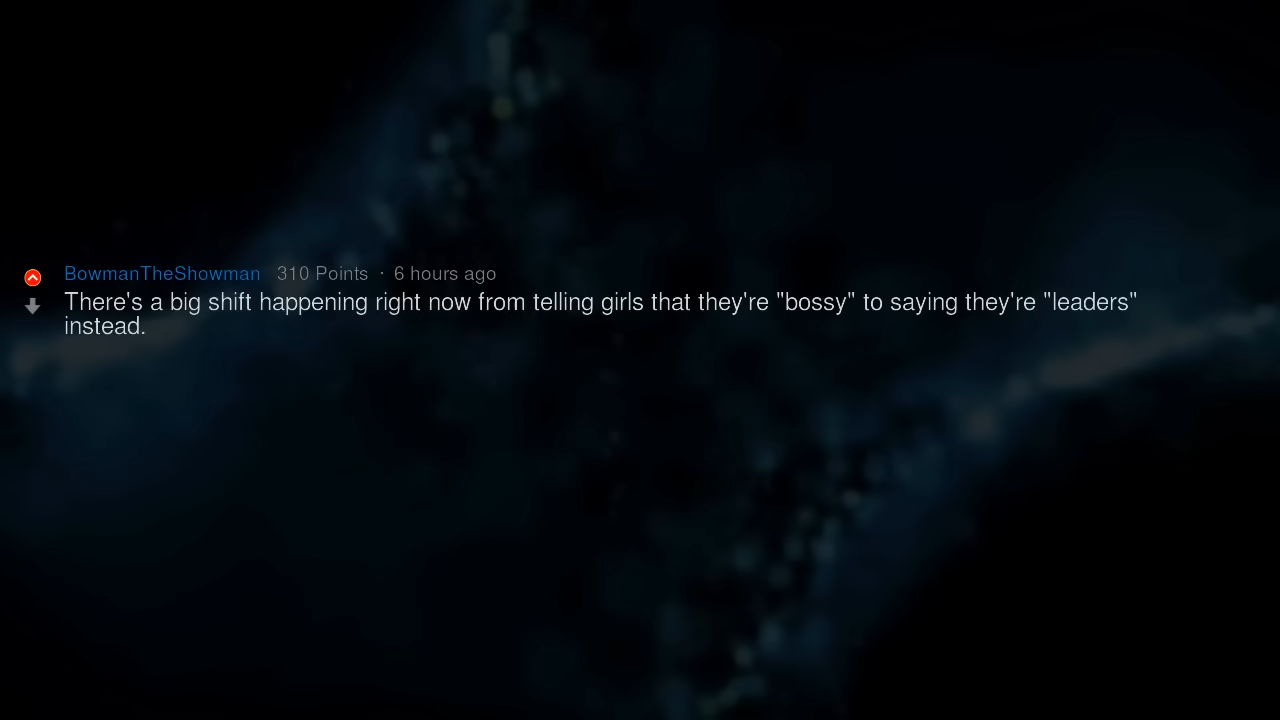 BowmanTheShowman 310 Points · 6 hours ago
There's a big shift happening right now from telling girls that they're "bossy" to saying they're "leaders"
instead.